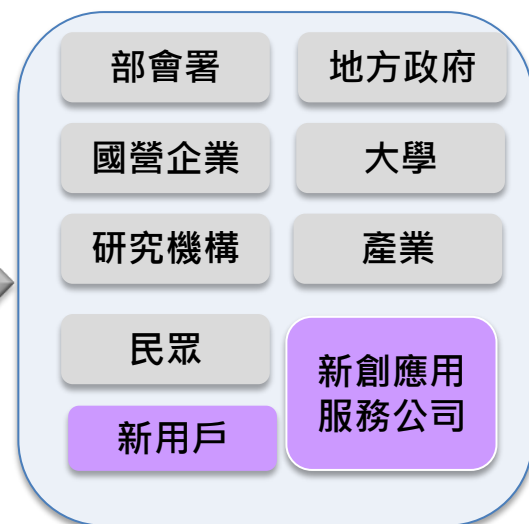 部會署
地方政府
國營企業
大學
研究機構
產業
民眾
新創應用
服務公司
新用戶